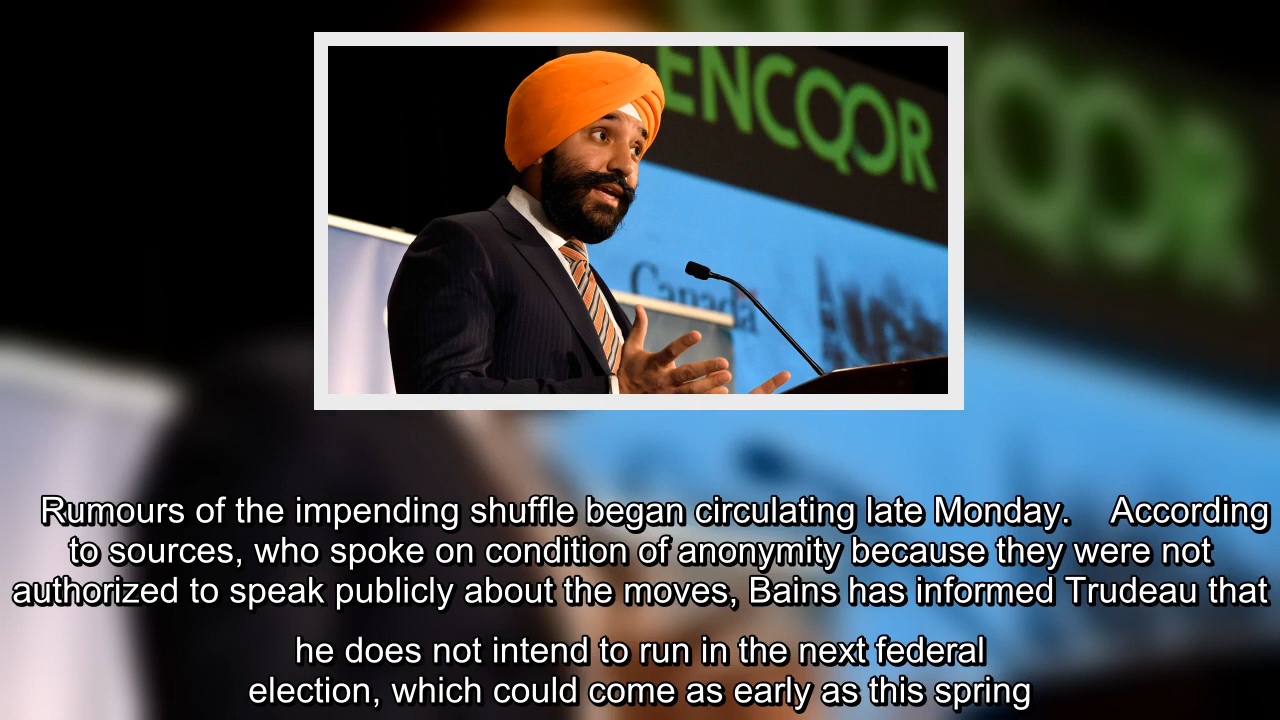 ENCQOR
Canada
Rumours of the impending shuffle began circulating late Monday. According
to sources, who spoke on condition of anonymity because they were not
authorized to speak publicly about the moves, Bains has informed Trudeau that
he does not intend to run in the next federal
election, which could come as early as this spring